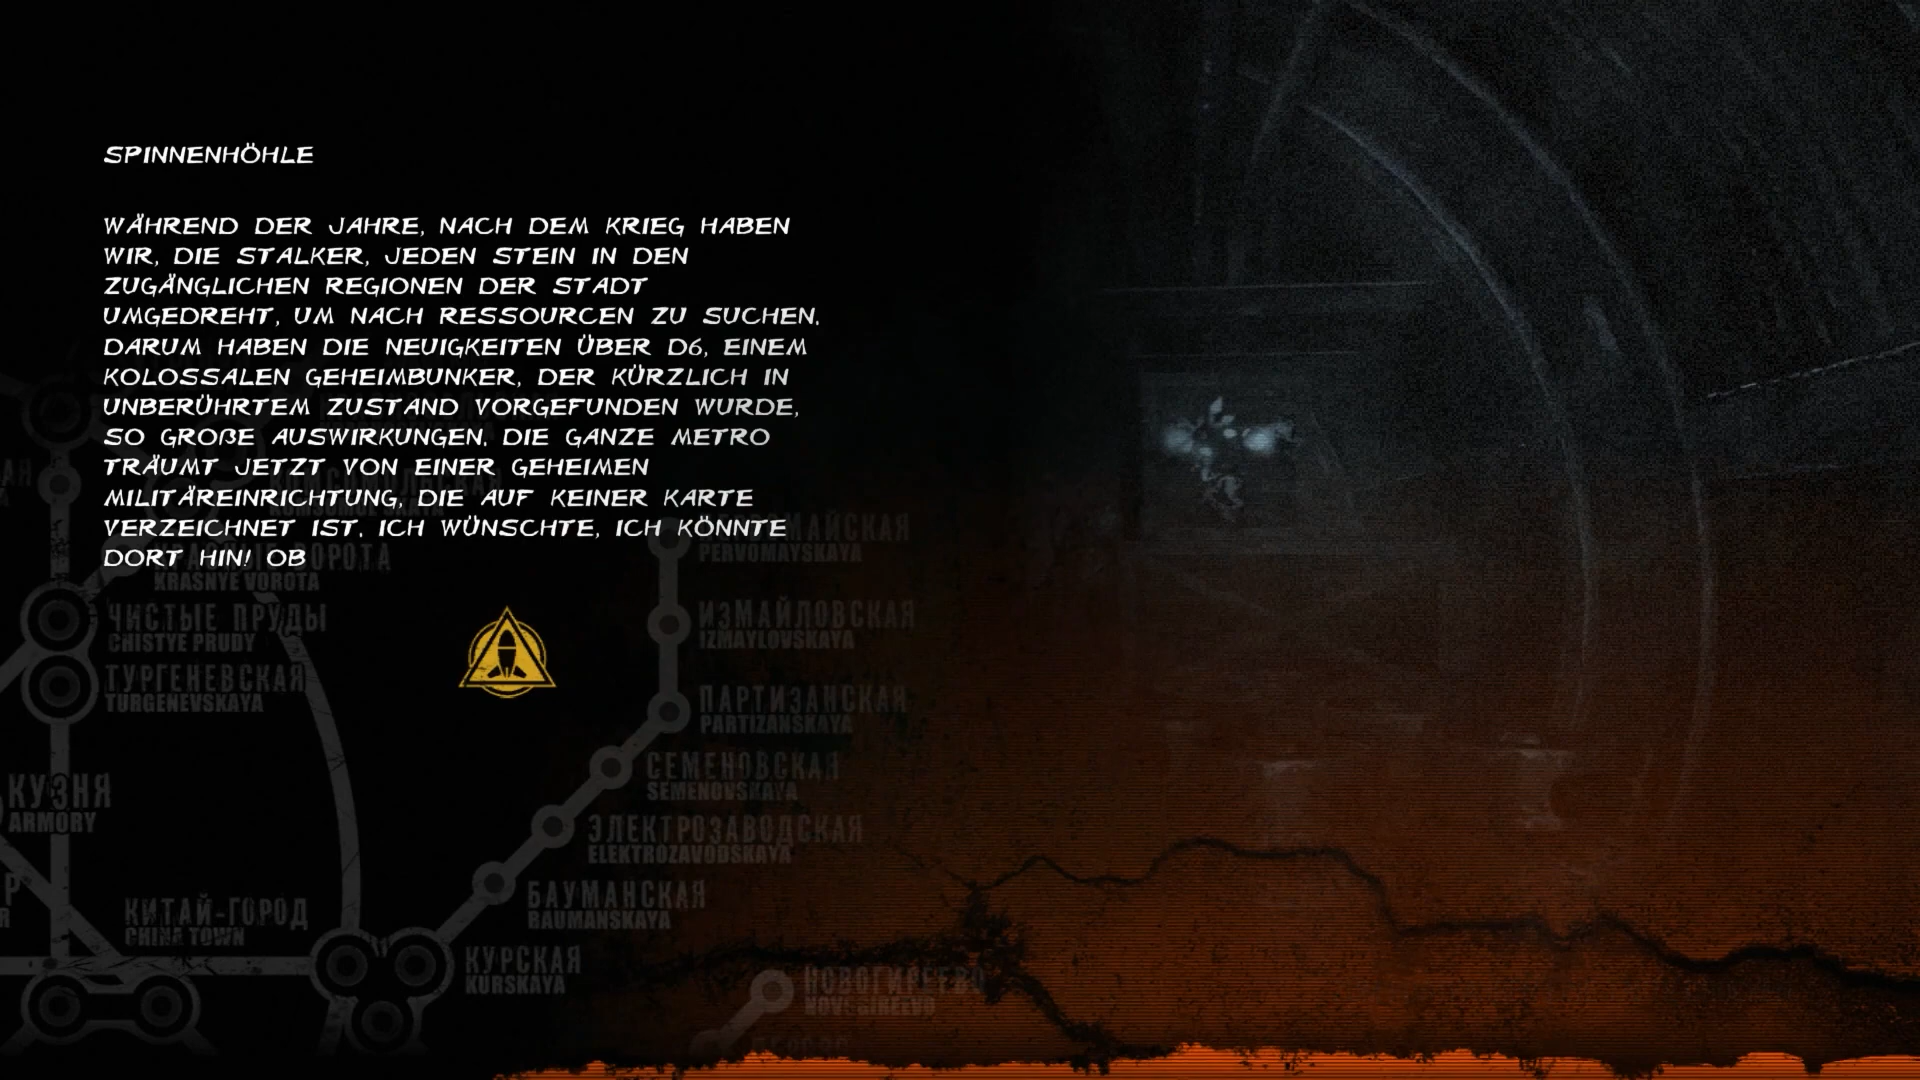 SPINNENHÖHLE
WÄHREND DER JAHRE, NACH DEM KRIEG HABEN
WIR, DIE STALKER, JEDEN STEIN IN DEN
ZUGÄNGLICHEN REGIONEN DER STADT
UMGEDREHT, UM NACH RESSOURCEN ZU SUCHEN.
DARUM HABEN DIE NEUIGKEITEN ÜBER D6, EINEM
KOLOSSALEN GEHEIMBUNKER, DER KÜRZLICH IN
UNBERÜHRTEM ZUSTAND VORGEFUNDEN WURDE,
SO GROßE AUSWIRKUNGEN. DIE GANZE METRO
TRÄUMT JETZT VON EINER GEHEIMEN
MILITÄREINRICHTUNG, DIE AUF KEINER KARTE
VERZEICHNET IST. ICH WÜNSCHTE, ICH KÖNNTE
DORT HIN! OB
PERVOMAYSKAYA
ВОРОТА
KRASNYE VOROTA
ЧИСТЫЕ ПРУДЫ
CHISTYE PRUDY
ИЗМАЙЛОВСКАЯ
IZMAYLOVSKAYA
ТУРГЕНЕВСКАЯ
TURGENEVSKAYA
ПАРТИЗАНСКАЯ
PARTIZANSKAYA
СЕМЕНОВСКАЯ
SEMENOVSKAYA
КУЗНЯ
ARMORY
ЭЛЕКТРОЗАВОДСКАЯ
ELEKTROZAVODSKAYA
БАУМАНСКАЯ
BAUMANSKAYA
КИТАЙ-ГОРОД
CHINA TOWN
КУРСКАЯ
KURSKAYA
НОВОГИРЕЕВО
NOVOGIREEVO